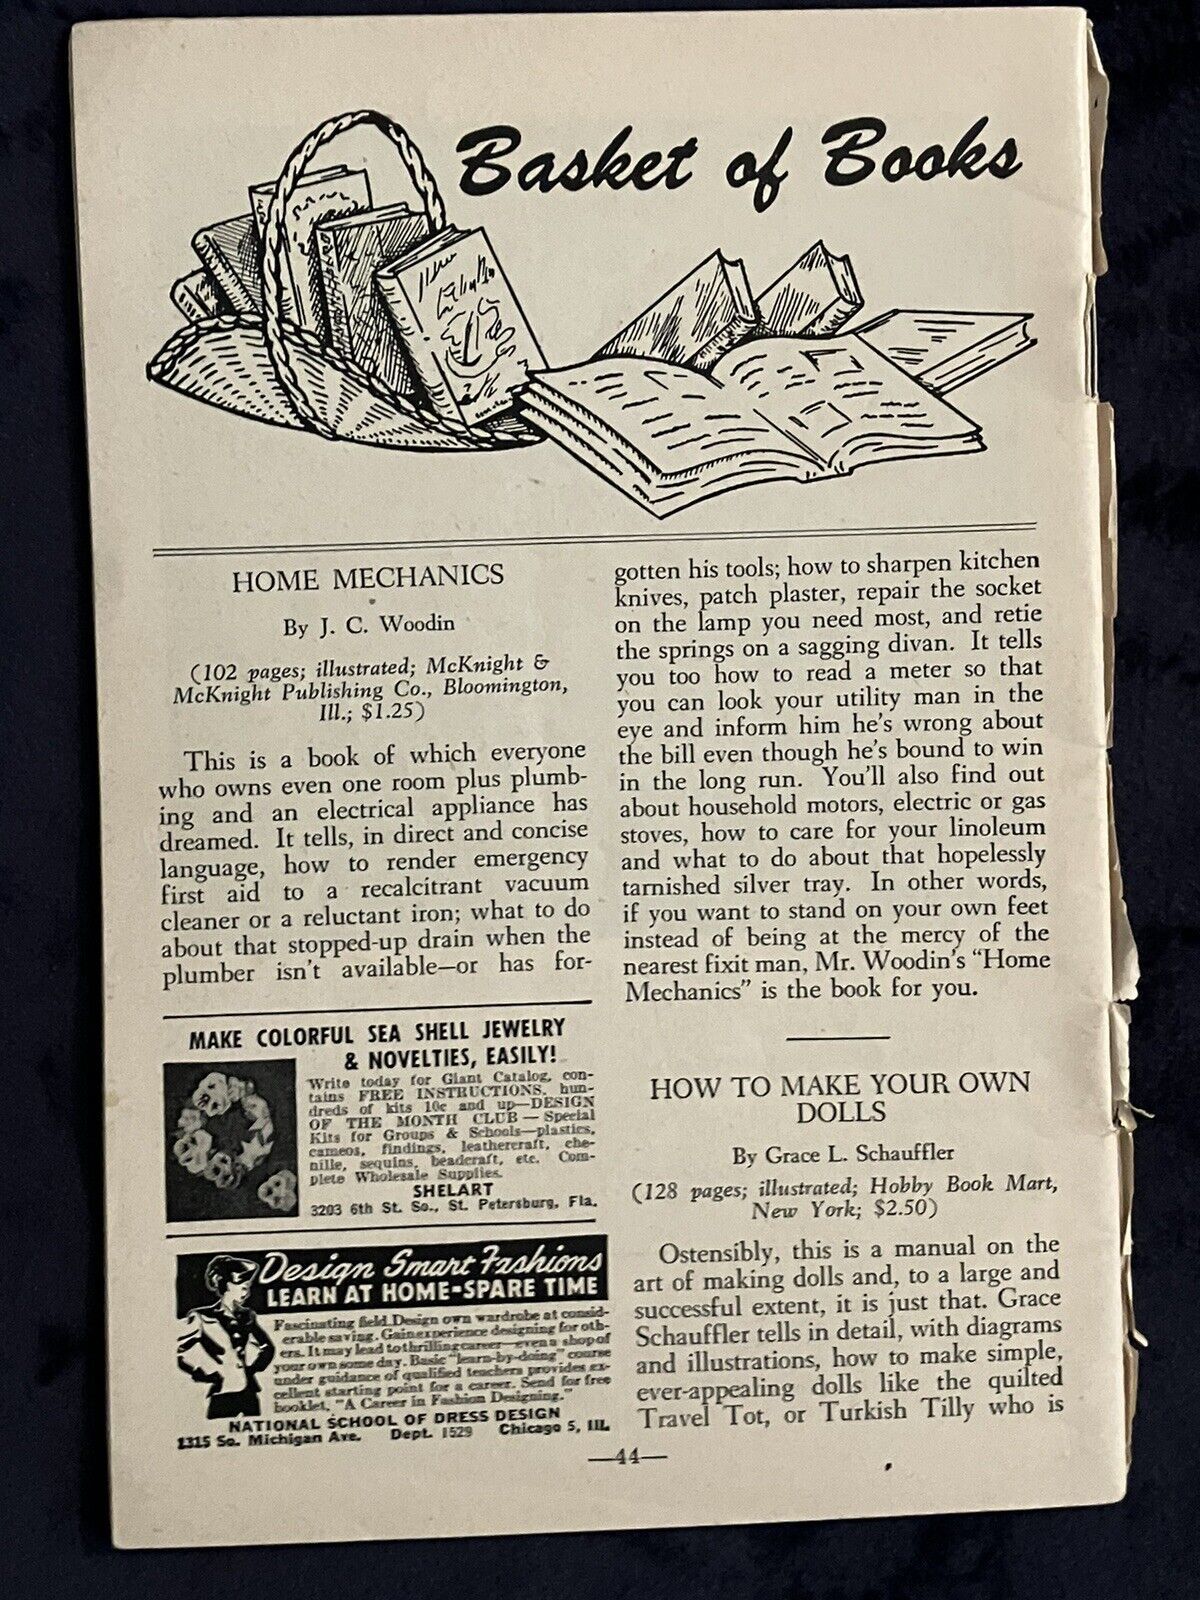 Basket of Books
HOME MECHANICS
By J. C. Woodin
(102 pages; illustrated; McKnight &
McKnight Publishing Co., Bloomington,
Ill.; $1.25)
This is a book of which everyone
who owns even one room plus plumb-
ing and an electrical appliance has
dreamed. It tells, in direct and concise
language, how to render emergency
first aid to a recalcitrant vacuum
cleaner or a reluctant iron; what to do
about that stopped-up drain when the
plumber isn't available—or has for-
gotten his tools; how to sharpen kitchen
knives, patch plaster, repair the socket
on the lamp you need most, and retie
the springs on a sagging divan. It tells
you too how to read a meter so that
you can look your utility man in the
eye and inform him he's wrong about
the bill even though he's bound to win
in the long run. You'll also find out
about household motors, electric or gas
stoves, how to care for your linoleum
and what to do about that hopelessly
tarnished silver tray. In other words,
if you want to stand on your own feet
instead of being at the mercy of the
nearest fixit man, Mr. Woodin's "Home
Mechanics" is the book for you.
HOW TO MAKE YOUR OWN
DOLLS
By Grace L. Schauffler
(128 pages; illustrated; Hobby Book Mart,
New York; $2.50)
Ostensibly, this is a manual on the
art of making dolls and, to a large and
successful extent, it is just that. Grace
Schauffler tells in detail, with diagrams
and illustrations, how to make simple,
ever-appealing dolls like the quilted
Travel Tot, or Turkish Tilly who is
MAKE COLORFUL SEA SHELL JEWELRY
& NOVELTIES, EASILY!
Write today for Giant Catalog, con-
tains FREE INSTRUCTIONS, hun-
dreds of kits 10c and up—DESIGN
OF THE MONTH CLUB — Special
Kits for Groups & Schools—plastics,
cameos, findings, leathercraft, che-
nille, sequins, beadcraft, etc. Com-
plete Wholesale Supplies.
SHELART
3203 6th St. So., St. Petersburg, Fla.
Design Smart Fashions
LEARN AT HOME-SPARE TIME
Fascinating field. Design own wardrobe at consid-
erable saving. Gain experience designing for oth-
ers. It may lead to thrilling career—even a shop of
your own some day. Basic "learn-by-doing" course
under guidance of qualified teachers provides ex-
cellent starting point for a career. Send for free
booklet, "A Career in Fashion Designing."
NATIONAL SCHOOL OF DRESS DESIGN
1315 So. Michigan Ave. Dept. 1529 Chicago 5, Ill.
—44—